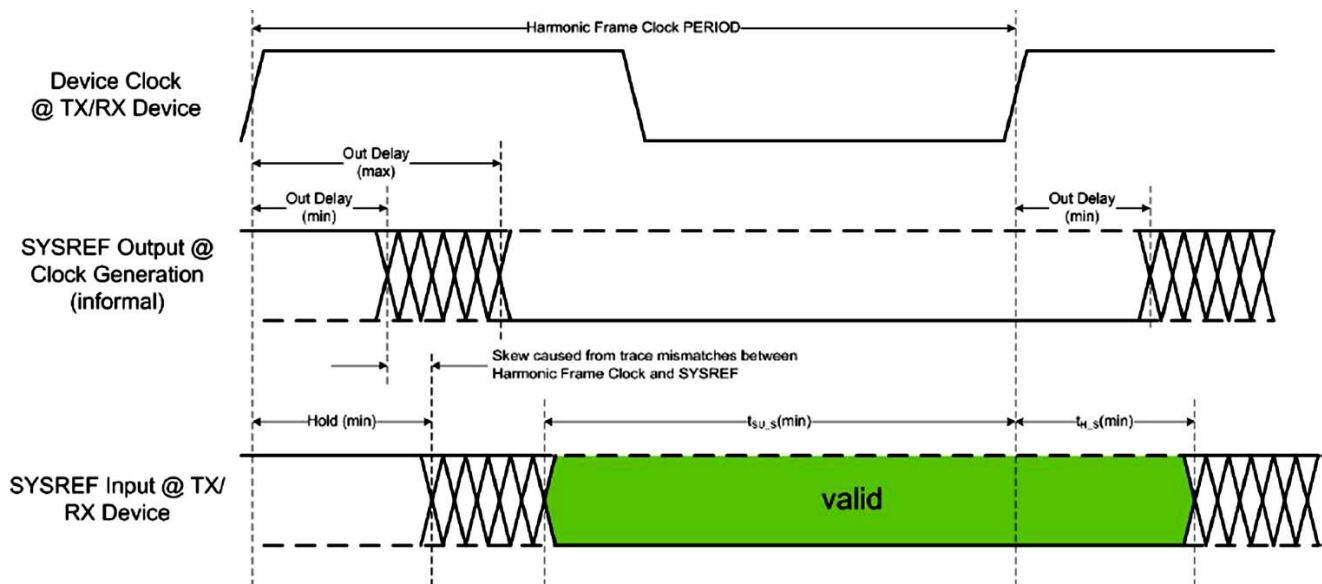 Harmonic Frame Clock PERIOD
Device Clock
@ TX/RX Device
Out Delay
(max)
Out Delay
(min)
Out Delay
(min)
SYSREF Output @
Clock Generation
(informal)
Skew caused from trace mismatches between
Harmonic Frame Clock and SYSREF
Hold (min)
tSU_S(min)
tH_S(min)
SYSREF Input @ TX/
RX Device
valid